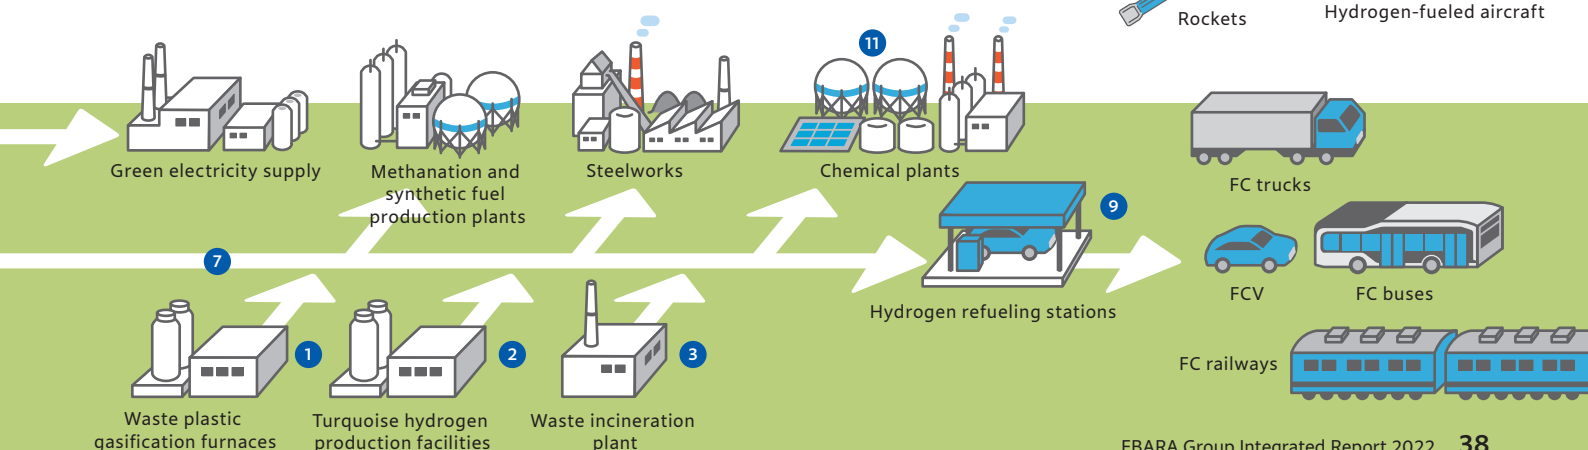 Rockets
Hydrogen-fueled aircraft
11
Green electricity supply
Methanation and
synthetic fuel
production plants
Steelworks
Chemical plants
FC trucks
9
7
Hydrogen refueling stations
FCV
FC buses
1
2
3
FC railways
Waste plastic
gasification furnaces
Turquoise hydrogen
production facilities
Waste incineration
plant
EBARA Group Integrated Report 2022 38